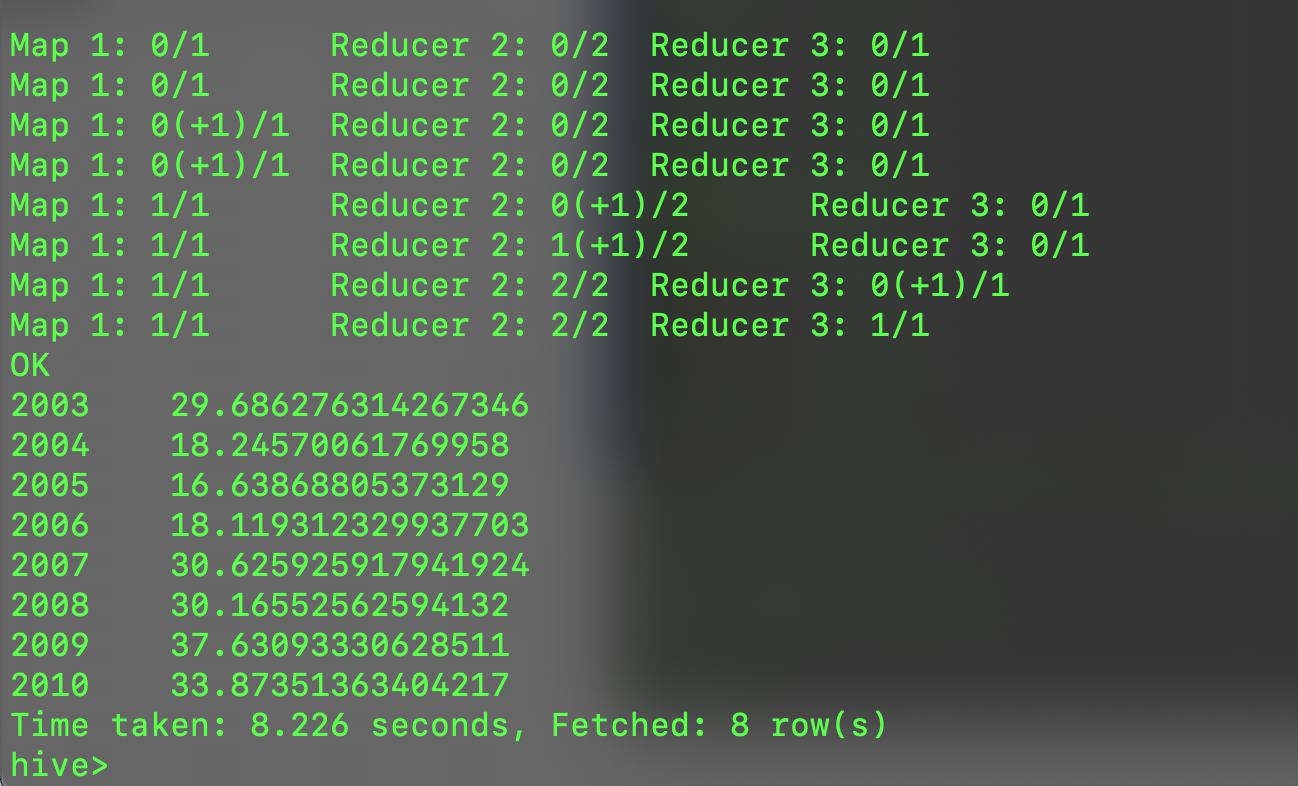 Map 1: 0/1      Reducer 2: 0/2  Reducer 3: 0/1
Map 1: 0/1      Reducer 2: 0/2  Reducer 3: 0/1
Map 1: 0(+1)/1  Reducer 2: 0/2  Reducer 3: 0/1
Map 1: 0(+1)/1  Reducer 2: 0/2  Reducer 3: 0/1
Map 1: 1/1      Reducer 2: 0(+1)/2      Reducer 3: 0/1
Map 1: 1/1      Reducer 2: 1(+1)/2      Reducer 3: 0/1
Map 1: 1/1      Reducer 2: 2/2  Reducer 3: 0(+1)/1
Map 1: 1/1      Reducer 2: 2/2  Reducer 3: 1/1
OK
2003    29.686276314267346
2004    18.24570061769958
2005    16.63868805373129
2006    18.119312329937703
2007    30.625925917941924
2008    30.16552562594132
2009    37.63093330628511
2010    33.87351363404217
Time taken: 8.226 seconds, Fetched: 8 row(s)
hive>